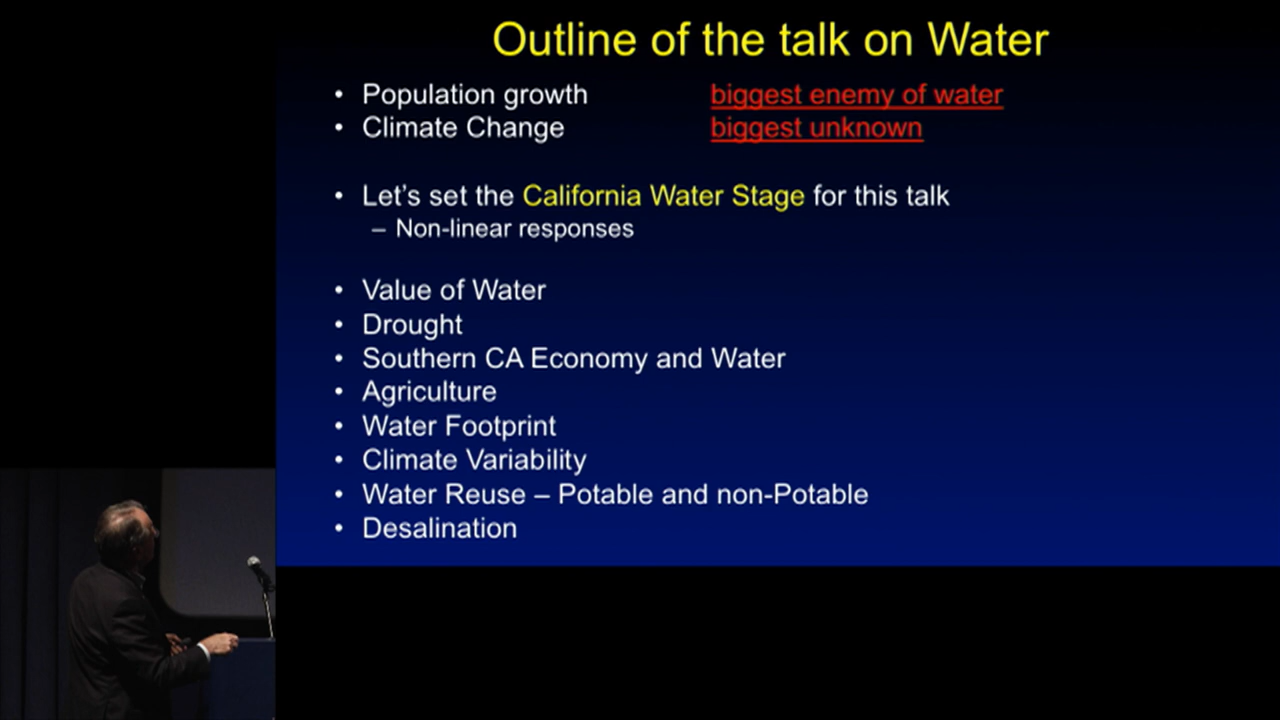 Outline of the talk on Water
• Population growth biggest enemy of water
• Climate Change biggest unknown
• Let's set the California Water Stage for this talk
– Non-linear responses
• Value of Water
• Drought
• Southern CA Economy and Water
• Agriculture
• Water Footprint
• Climate Variability
• Water Reuse – Potable and non-Potable
• Desalination